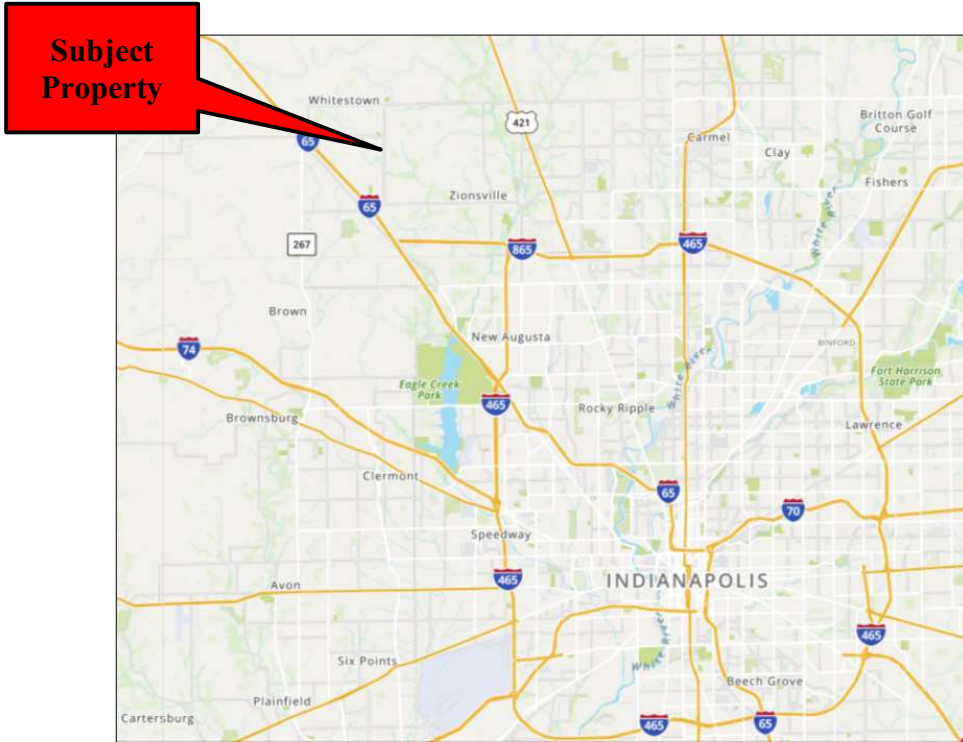 Subject
Property
Whitestown
421
Britton Golf
Course
65
Carmel
Clay
Fishers
Zionsville
65
White River
267
865
465
Brown
New Augusta
BINFORD
74
White River
Fort Harrison
State Park
Eagle Creek
Park
465
Rocky Ripple
Brownsburg
Lawrence
Clermont
65
70
Speedway
465
INDIANAPOLIS
Avon
465
White River
Six Points
Beech Grove
Plainfield
Cartersburg
465
65